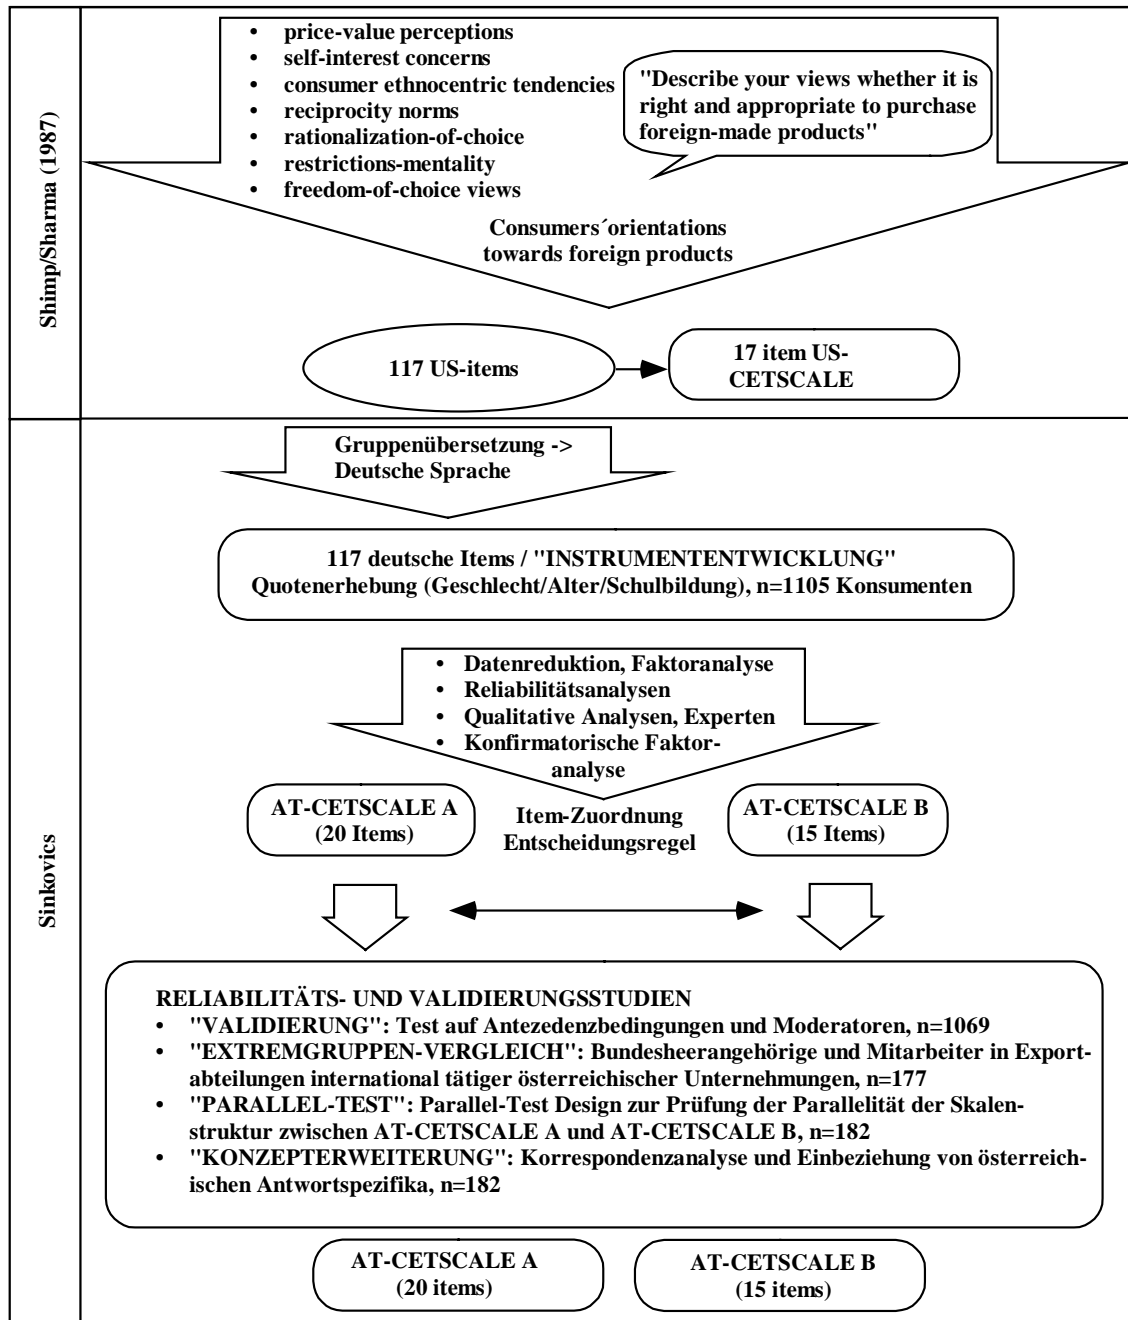 Shimp/Sharma (1987)
• price-value perceptions
• self-interest concerns
• consumer ethnocentric tendencies
• reciprocity norms
• rationalization-of-choice
• restrictions-mentality
• freedom-of-choice views
"Describe your views whether it is
right and appropriate to purchase
foreign-made products"
Consumers´orientations
towards foreign products
117 US-items
17 item US-
CETSCALE
Sinkovics
Gruppenübersetzung ->
Deutsche Sprache
117 deutsche Items / "INSTRUMENTENTWICKLUNG"
Quotenerhebung (Geschlecht/Alter/Schulbildung), n=1105 Konsumenten
• Datenreduktion, Faktoranalyse
• Reliabilitätsanalysen
• Qualitative Analysen, Experten
• Konfirmatorische Faktor-
analyse
AT-CETSCALE A
(20 Items)
Item-Zuordnung
Entscheidungsregel
AT-CETSCALE B
(15 Items)
RELIABILITÄTS- UND VALIDIERUNGSSTUDIEN
• "VALIDIERUNG": Test auf Antezedenzbedingungen und Moderatoren, n=1069
• "EXTREMGRUPPEN-VERGLEICH": Bundesheerangehörige und Mitarbeiter in Export-
abteilungen international tätiger österreichischer Unternehmungen, n=177
• "PARALLEL-TEST": Parallel-Test Design zur Prüfung der Parallelität der Skalen-
struktur zwischen AT-CETSCALE A und AT-CETSCALE B, n=182
• "KONZEPTERWEITERUNG": Korrespondenzanalyse und Einbeziehung von österreich-
ischen Antwortspezifika, n=182
AT-CETSCALE A
(20 items)
AT-CETSCALE B
(15 items)